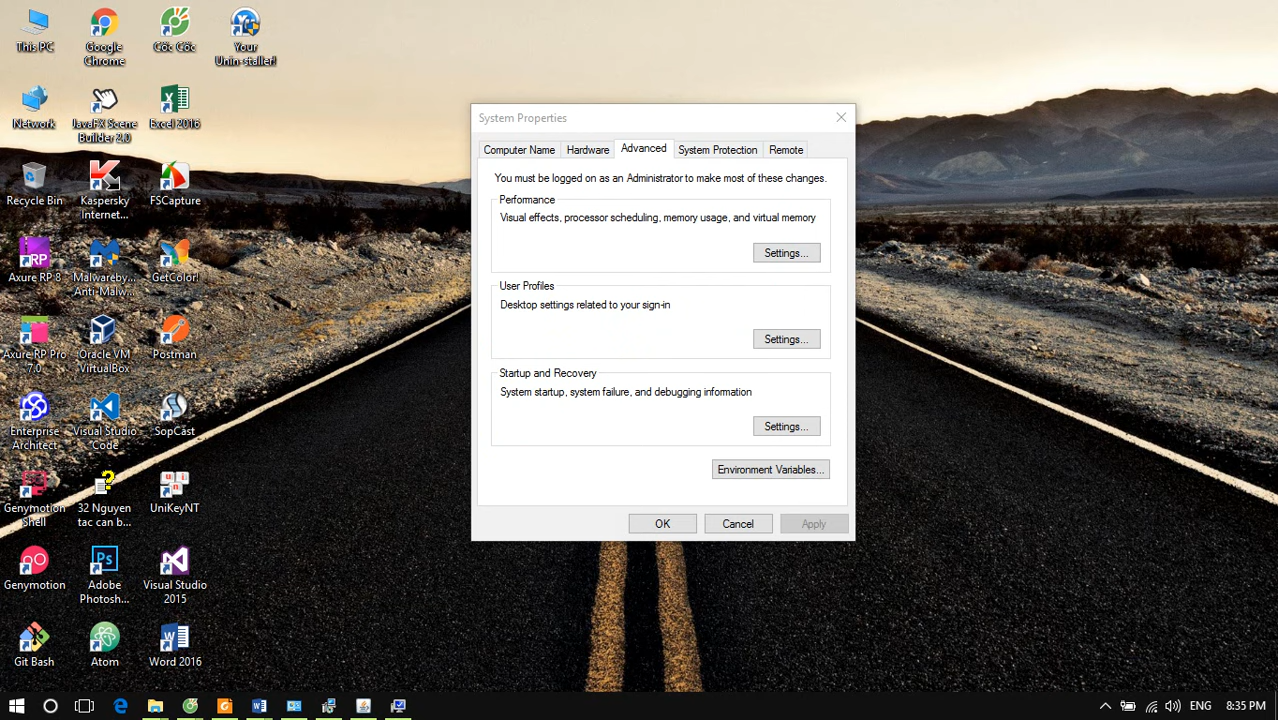 This PC
Google
Chrome
Cốc Cốc
Your
Unin-staller!
Network
JavaFX Scene
Builder 2.0
Excel 2016
Recycle Bin
Kaspersky
Internet...
FSCapture
Axure RP 8
Malwareby...
Anti-Malw...
GetColor!
Axure RP Pro
7.0
Oracle VM
VirtualBox
Postman
Enterprise
Architect
Visual Studio
Code
SopCast
Genymotion
Shell
32 Nguyen
tac can b...
UniKeyNT
Genymotion
Adobe
Photosh...
Visual Studio
2015
Git Bash
Atom
Word 2016
System Properties
Computer Name
Hardware
Advanced
System Protection
Remote
You must be logged on as an Administrator to make most of these changes.
Performance
Visual effects, processor scheduling, memory usage, and virtual memory
Settings...
User Profiles
Desktop settings related to your sign-in
Settings...
Startup and Recovery
System startup, system failure, and debugging information
Settings...
Environment Variables...
OK
Cancel
Apply
ENG
8:35 PM